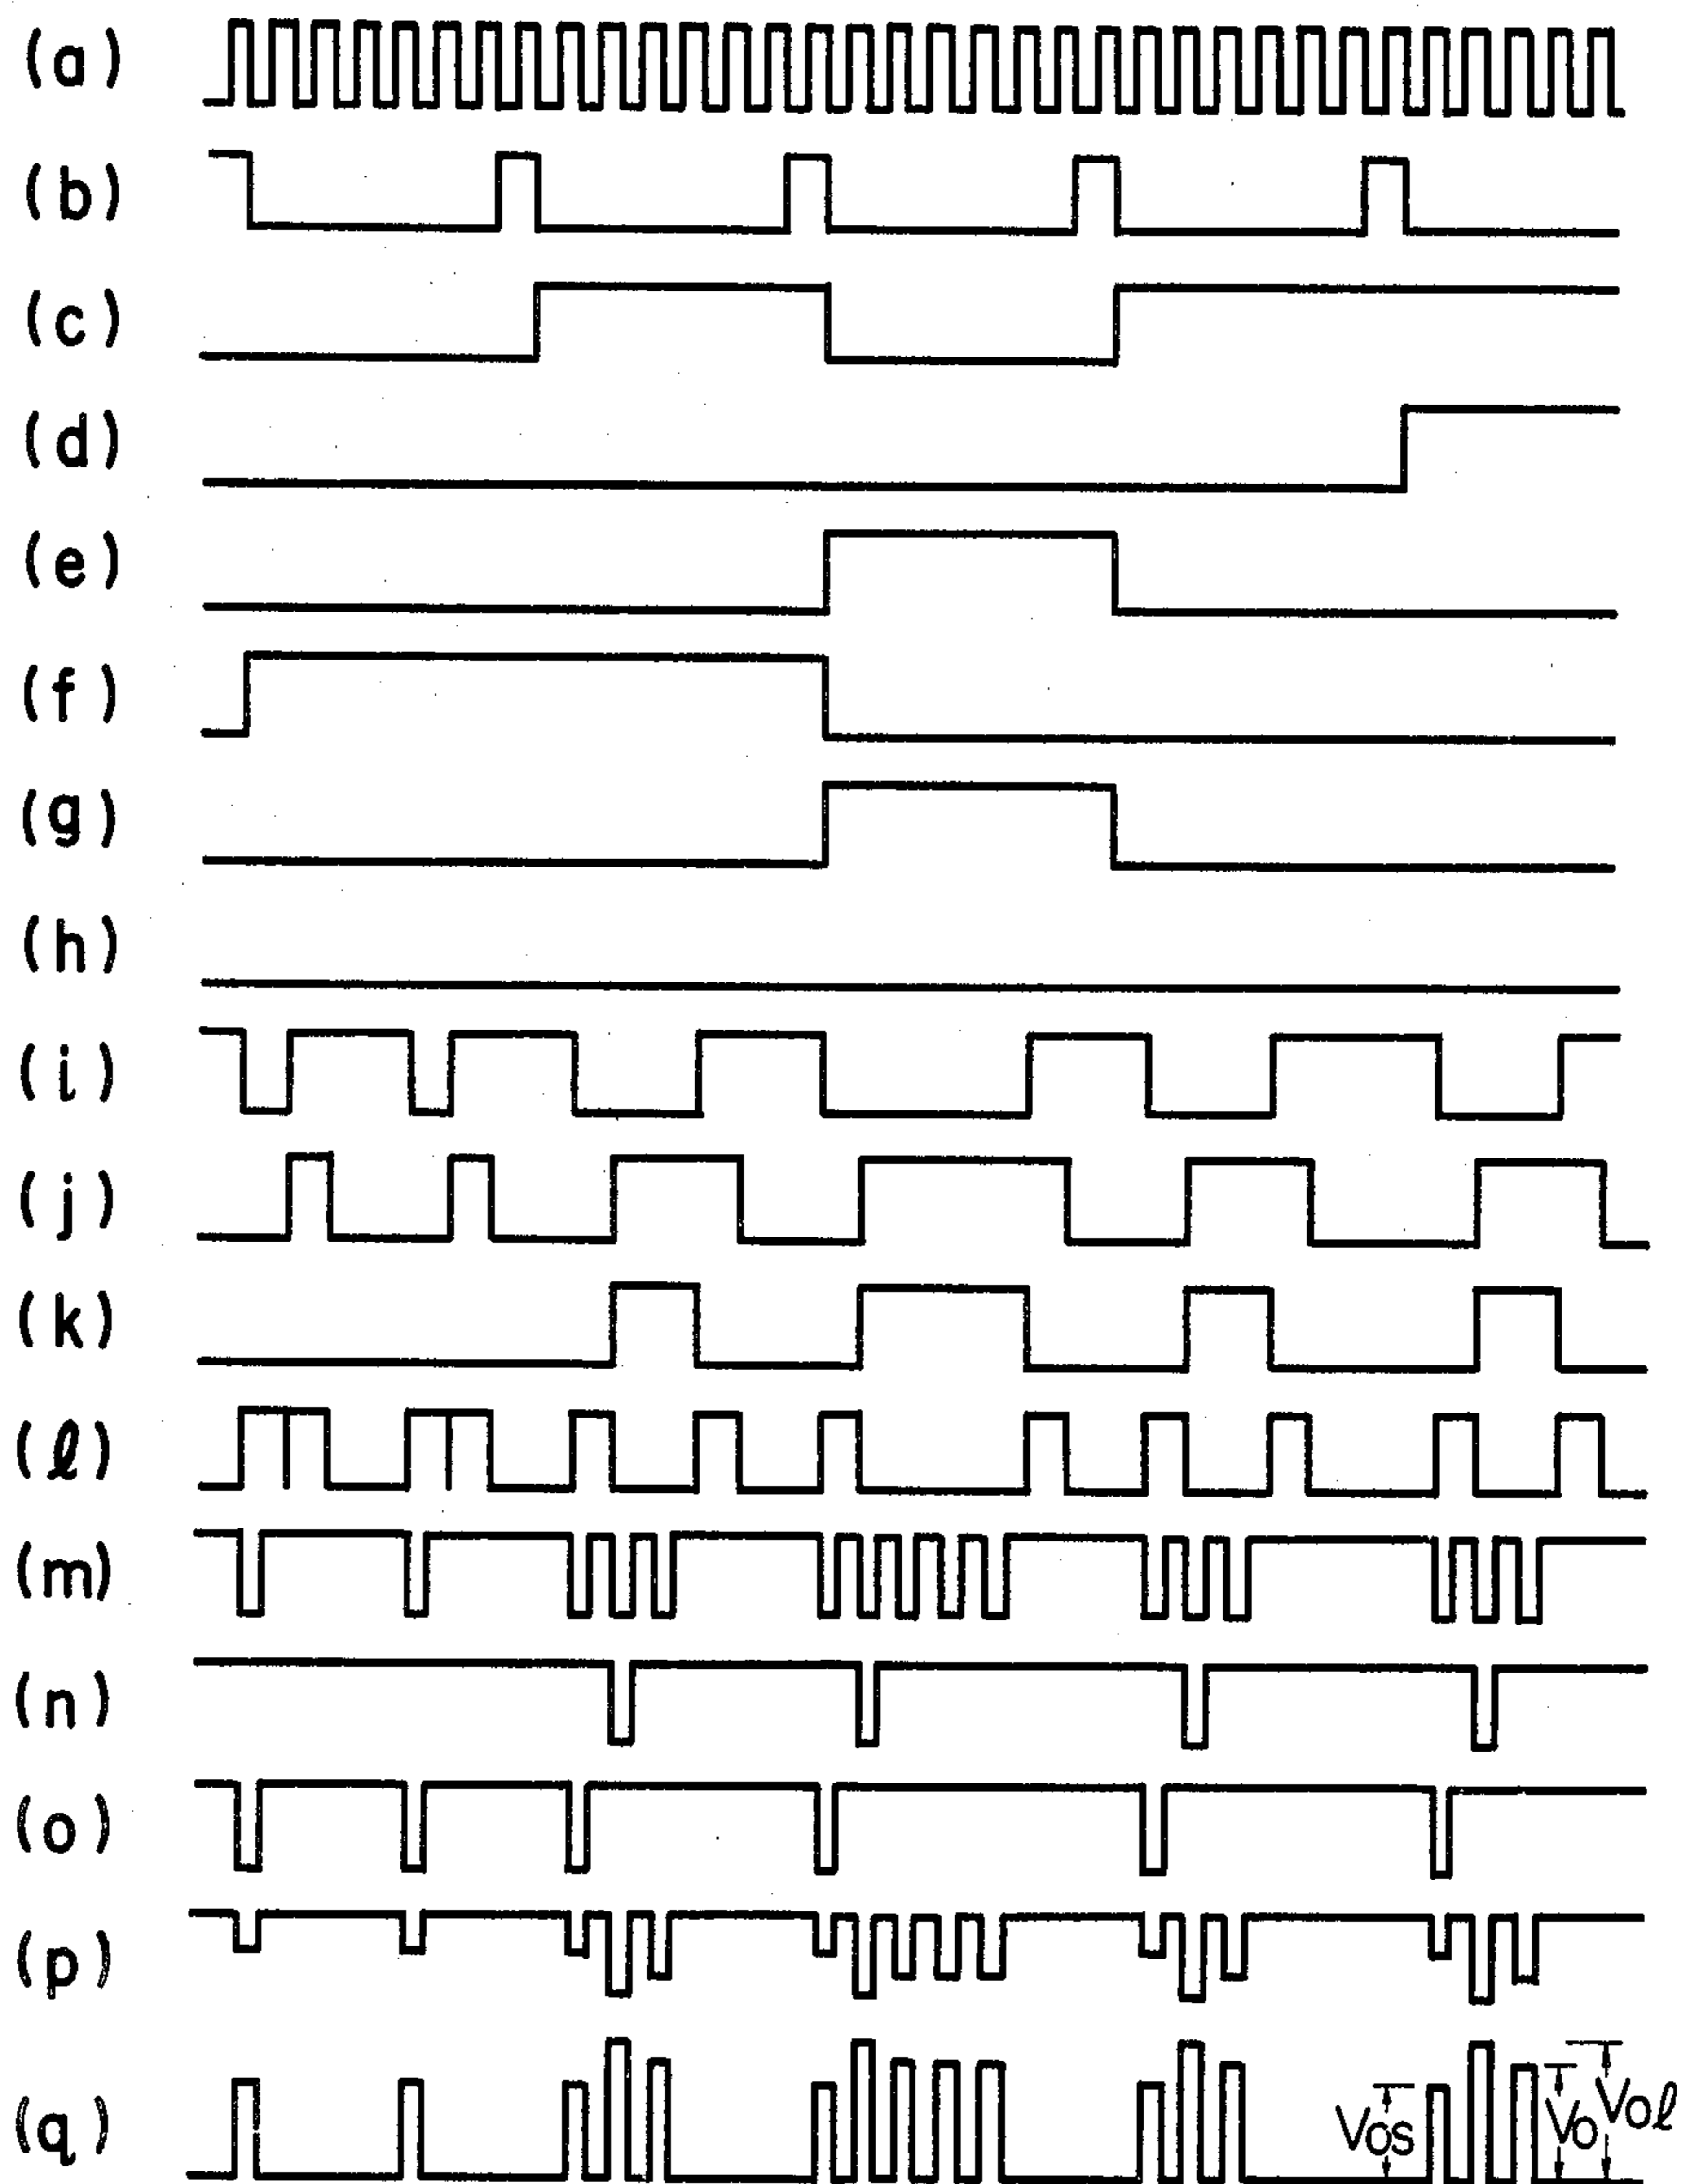 (a)
(b)
(c)
(d)
(e)
(f)
(g)
(h)
(i)
(j)
(k)
(ℓ)
(m)
(n)
(o)
(p)
(q)
Vos Vo Voℓ